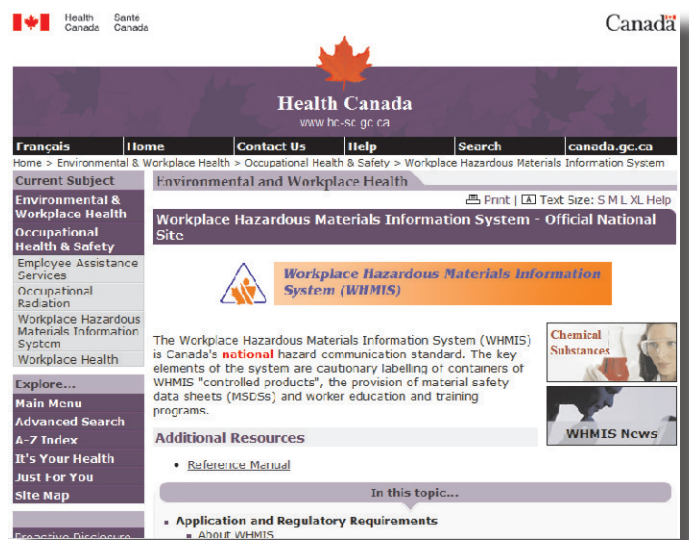 Health Canada
Santé Canada
Canada
Health Canada
www hc-sc gc ca
Français
Home
Contact Us
Help
Search
canada.gc.ca
Home > Environmental & Workplace Health > Occupational Health & Safety > Workplace Hazardous Materials Information System
Current Subject
Environmental &
Workplace Health
Occupational
Health & Safety
Employee Assistance
Services
Occupational
Radiation
Workplace Hazardous
Materials Information
System
Workplace Health
Explore...
Main Menu
Advanced Search
A-Z Index
It's Your Health
Just For You
Site Map
Proactive Disclosure
Environmental and Workplace Health
Print | A Text Size: S M L XL Help
Workplace Hazardous Materials Information System - Official National
Site
Workplace Hazardous Materials Information
System (WHMIS)
The Workplace Hazardous Materials Information System (WHMIS)
is Canada's national hazard communication standard. The key
elements of the system are cautionary labelling of containers of
WHMIS "controlled products", the provision of material safety
data sheets (MSDSs) and worker education and training
programs.
Chemical
Substances
WHMIS News
Additional Resources
• Reference Manual
In this topic...
Application and Regulatory Requirements
About WHMIS